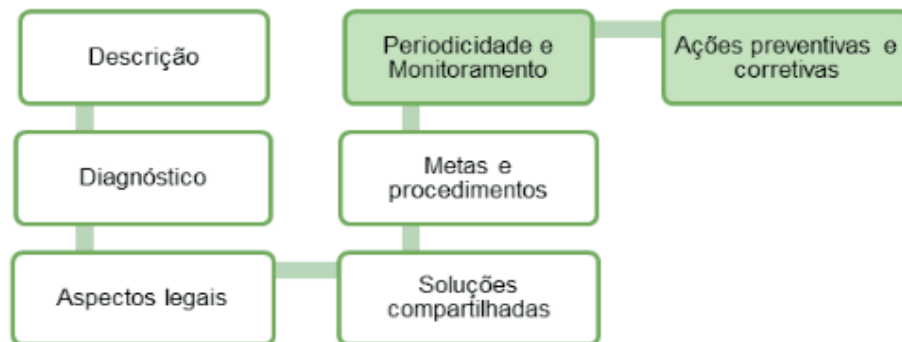 Descrição
Diagnóstico
Aspectos legais
Soluções
compartilhadas
Metas e
procedimentos
Periodicidade e
Monitoramento
Ações preventivas e
corretivas